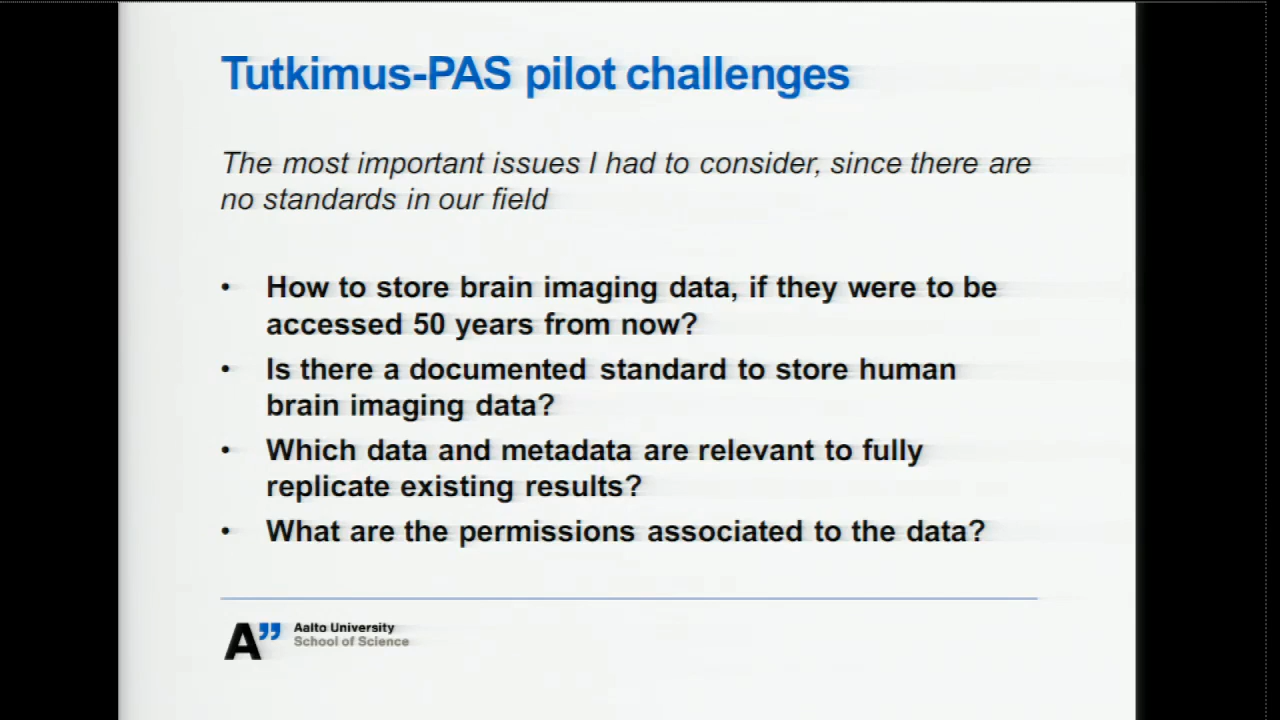 Tutkimus-PAS pilot challenges
The most important issues I had to consider, since there are
no standards in our field
• How to store brain imaging data, if they were to be
accessed 50 years from now?
• Is there a documented standard to store human
brain imaging data?
• Which data and metadata are relevant to fully
replicate existing results?
• What are the permissions associated to the data?
A”
Aalto University
School of Science